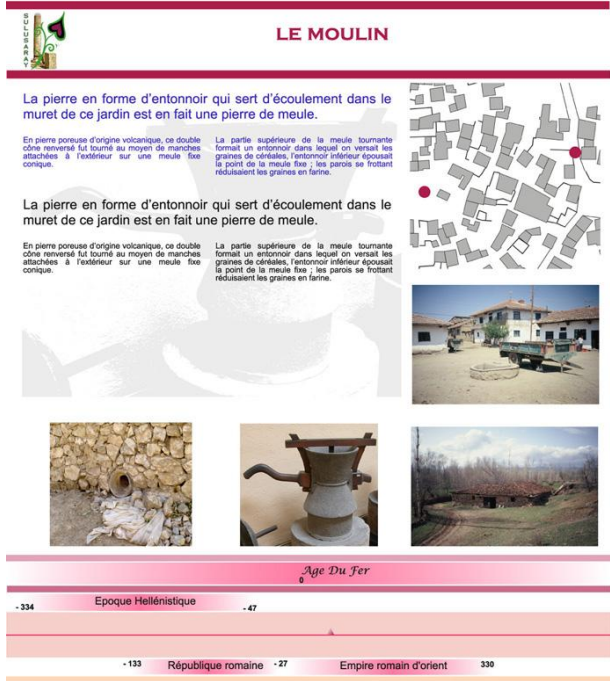 SULUSARAY
LE MOULIN
La pierre en forme d'entonnoir qui sert d'écoulement dans le
muret de ce jardin est en fait une pierre de meule.
En pierre poreuse d'origine volcanique, ce double
cône renversé fut tourné au moyen de manches
attachées à l'extérieur sur une meule fixe
conique.
La partie supérieure de la meule tournante
formait un entonnoir dans lequel on versait les
graines de céréales, l'entonnoir inférieur épousait
la point de la meule fixe ; les parois se frottant
réduisaient les graines en farine.
La pierre en forme d'entonnoir qui sert d'écoulement dans le
muret de ce jardin est en fait une pierre de meule.
En pierre poreuse d'origine volcanique, ce double
cône renversé fut tourné au moyen de manches
attachées à l'extérieur sur une meule fixe
conique.
La partie supérieure de la meule tournante
formait un entonnoir dans lequel on versait les
graines de céréales, l'entonnoir inférieur épousait
la point de la meule fixe ; les parois se frottant
réduisaient les graines en farine.
Age Du Fer
0
- 334 Epoque Hellénistique - 47
- 133 République romaine - 27 Empire romain d'orient 330